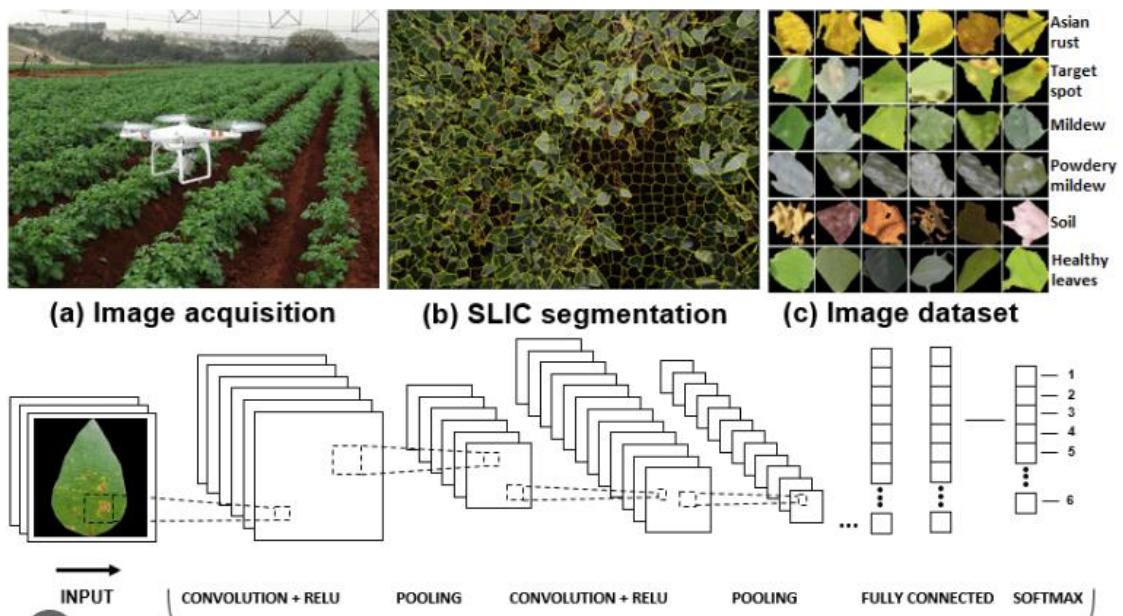 Asian
rust
Target
spot
Mildew
Powdery
mildew
Soil
Healthy
leaves
(a) Image acquisition
(b) SLIC segmentation
(c) Image dataset
1
2
3
4
5
6
INPUT
CONVOLUTION + RELU
POOLING
CONVOLUTION + RELU
POOLING
FULLY CONNECTED
SOFTMAX